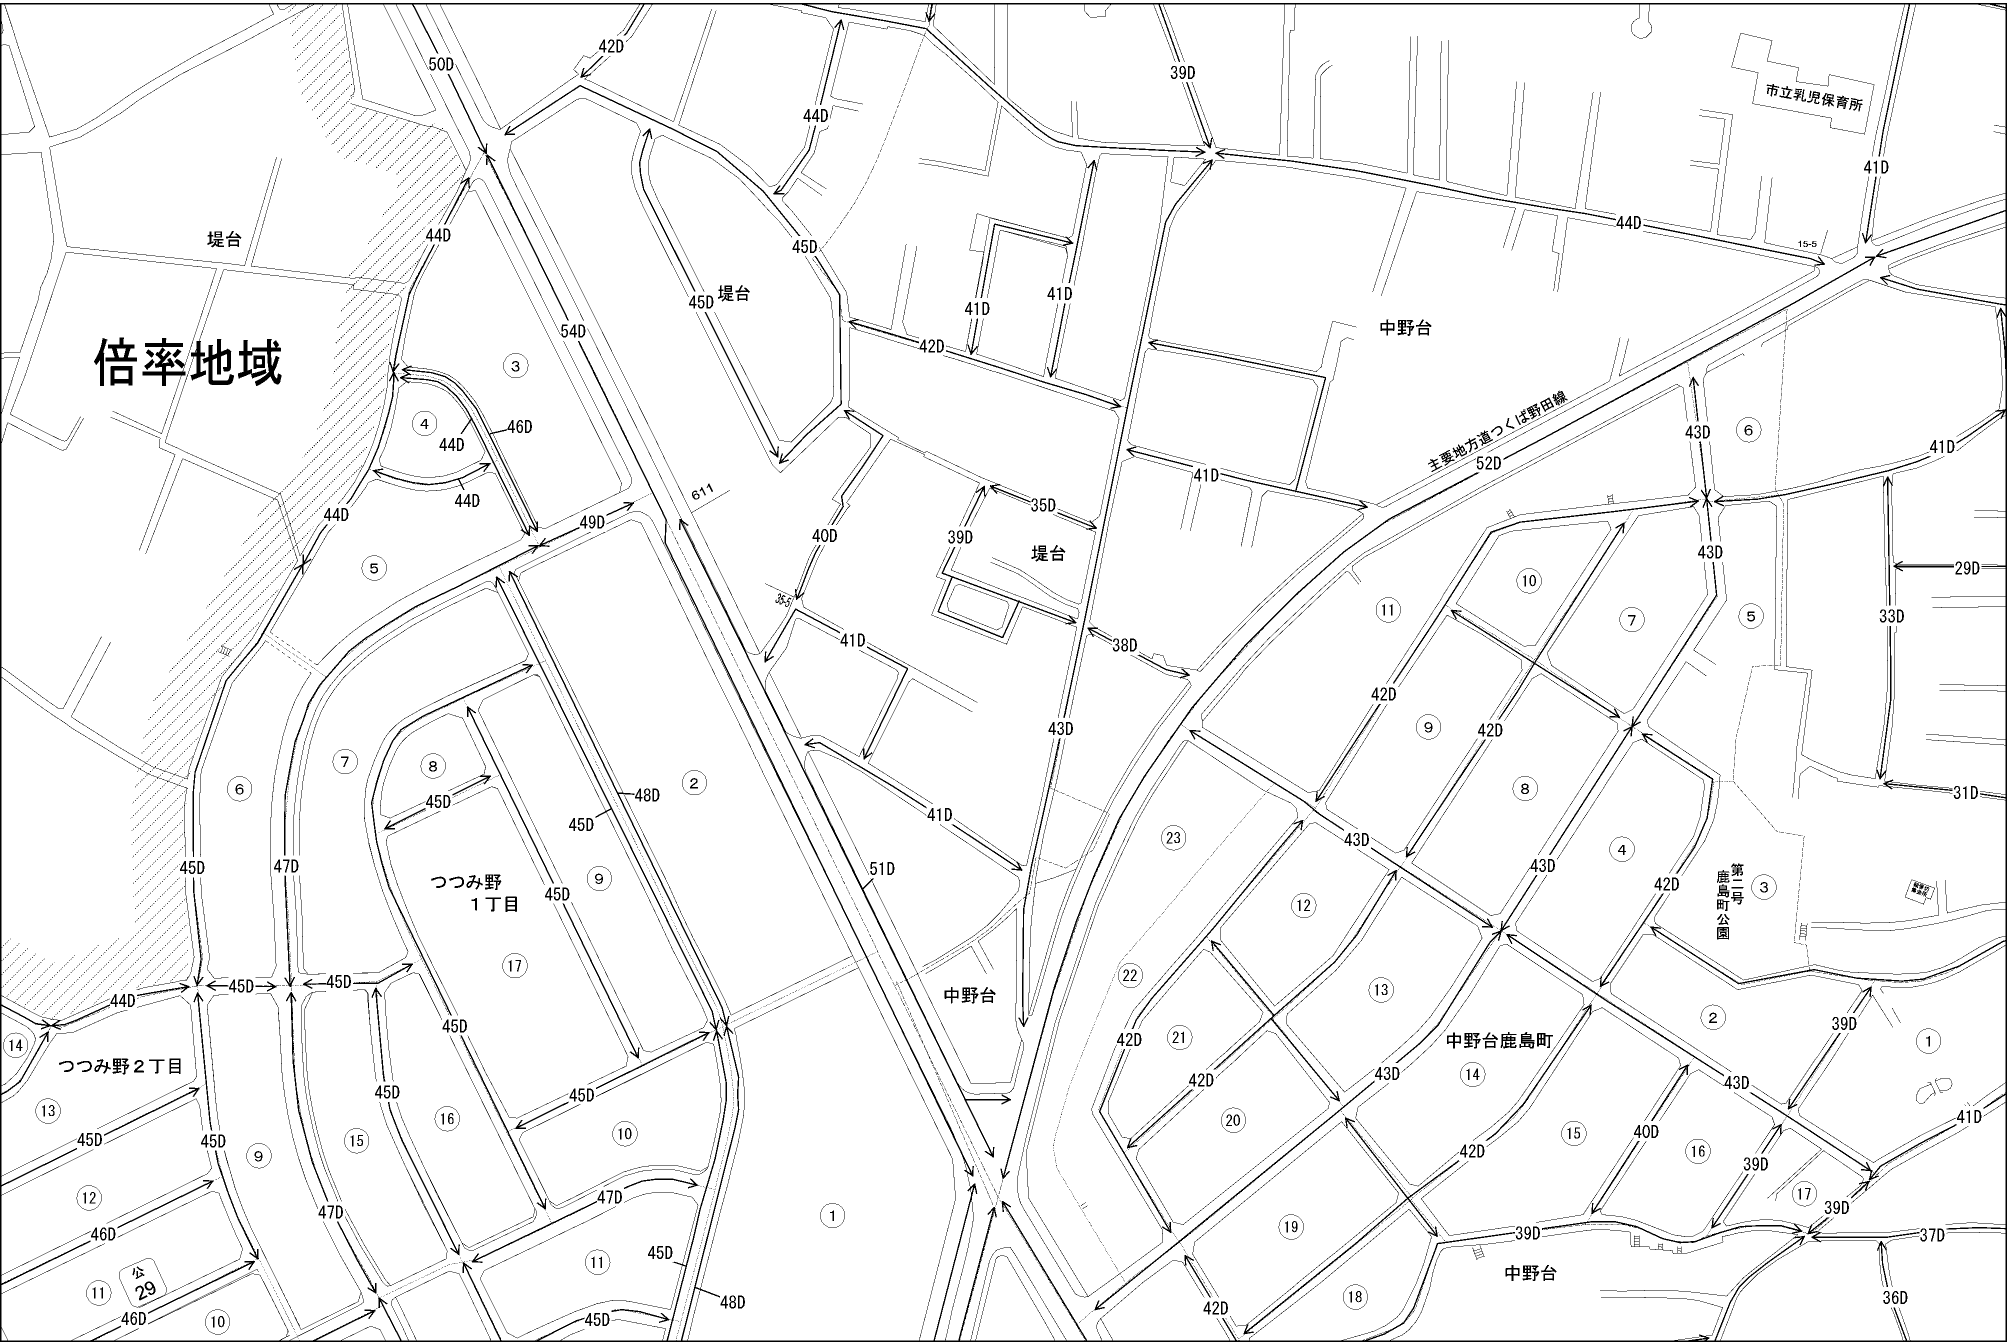 42D
50D
39D
市立乳児保育所
44D
41D
44D
堤台
44D
45D
15-5
45D
堤台
41D
41D
中野台
54D
倍率地域
42D
③
主要地方道つくば野田線
④
46D
44D
43D
⑥
41D
52D
41D
44D
611
35D
44D
49D
40D
39D
堤台
43D
29D
⑤
⑩
⑪
35-5
⑦
⑤
33D
41D
38D
42D
43D
⑨
42D
⑦
⑧
②
⑥
48D
45D
45D
⑧
31D
41D
㉓
43D
④
47D
45D
51D
43D
つつみ野
1丁目
⑨
45D
42D
第二号
鹿島町公園
③
⑫
⑰
㉒
45D
45D
中野台
⑬
44D
45D
②
39D
⑭
42D
㉑
中野台鹿島町
①
つつみ野2丁目
43D
⑭
42D
43D
45D
45D
⑬
⑯
⑩
⑳
⑮
40D
41D
45D
45D
⑮
⑯
42D
39D
⑨
⑫
47D
⑰
46D
47D
①
⑲
39D
39D
37D
45D
⑪
中野台
公
29
⑪
48D
⑱
42D
36D
46D
⑩
45D